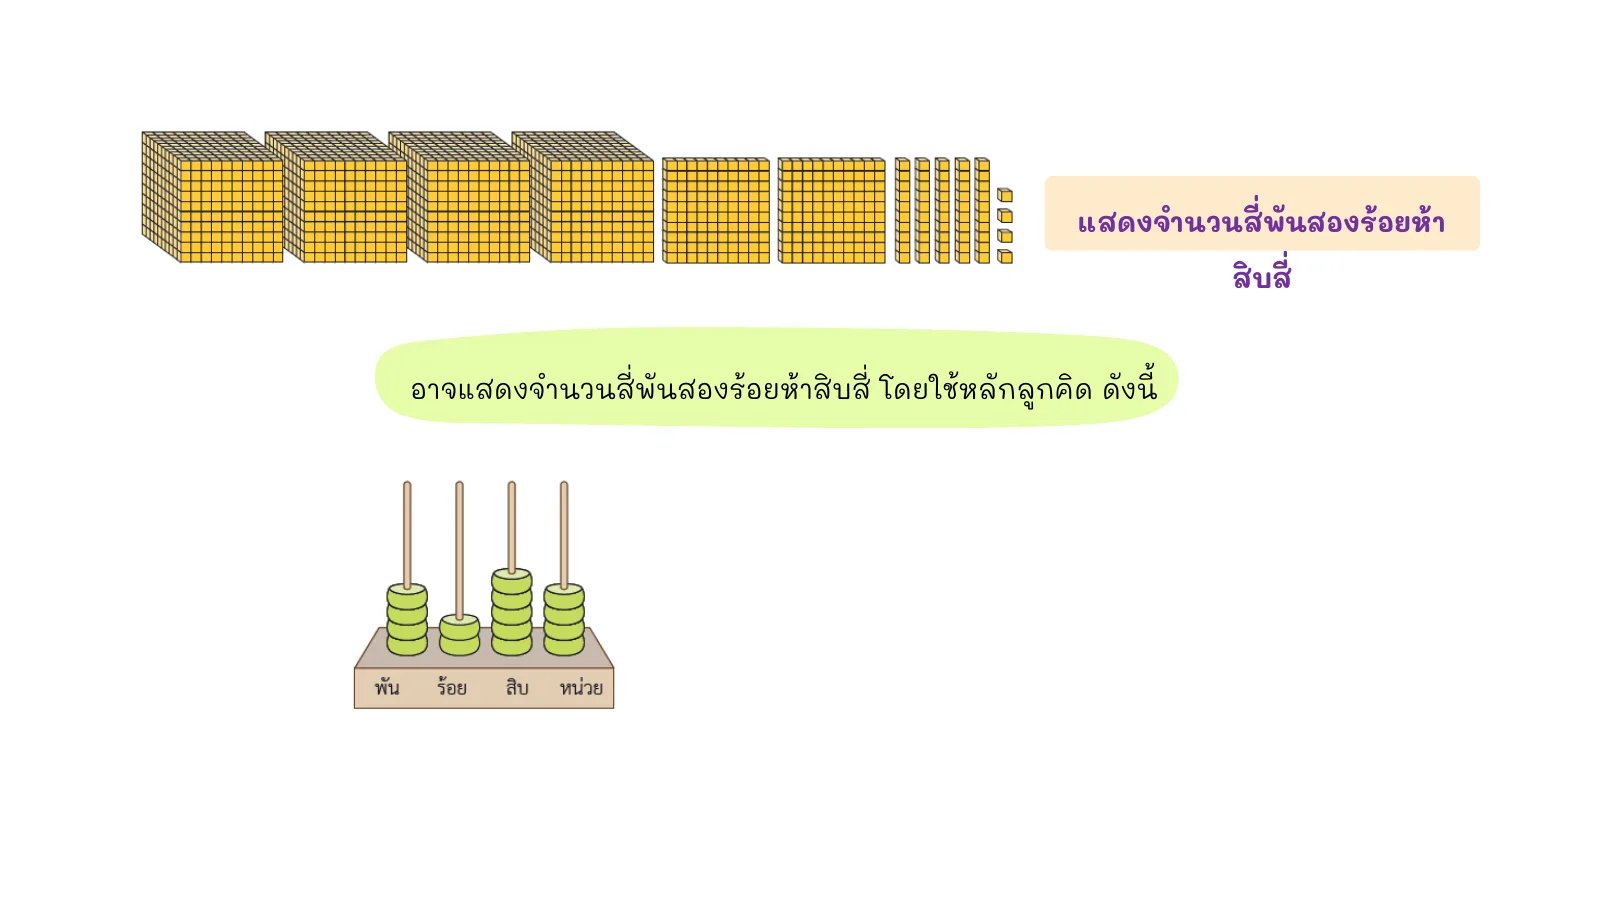 แสดงจำนวนสี่พันสองร้อยห้า
สิบสี่
อาจแสดงจำนวนสี่พันสองร้อยห้าสิบสี่ โดยใช้หลักลูกคิด ดังนี้
พัน ร้อย สิบ หน่วย